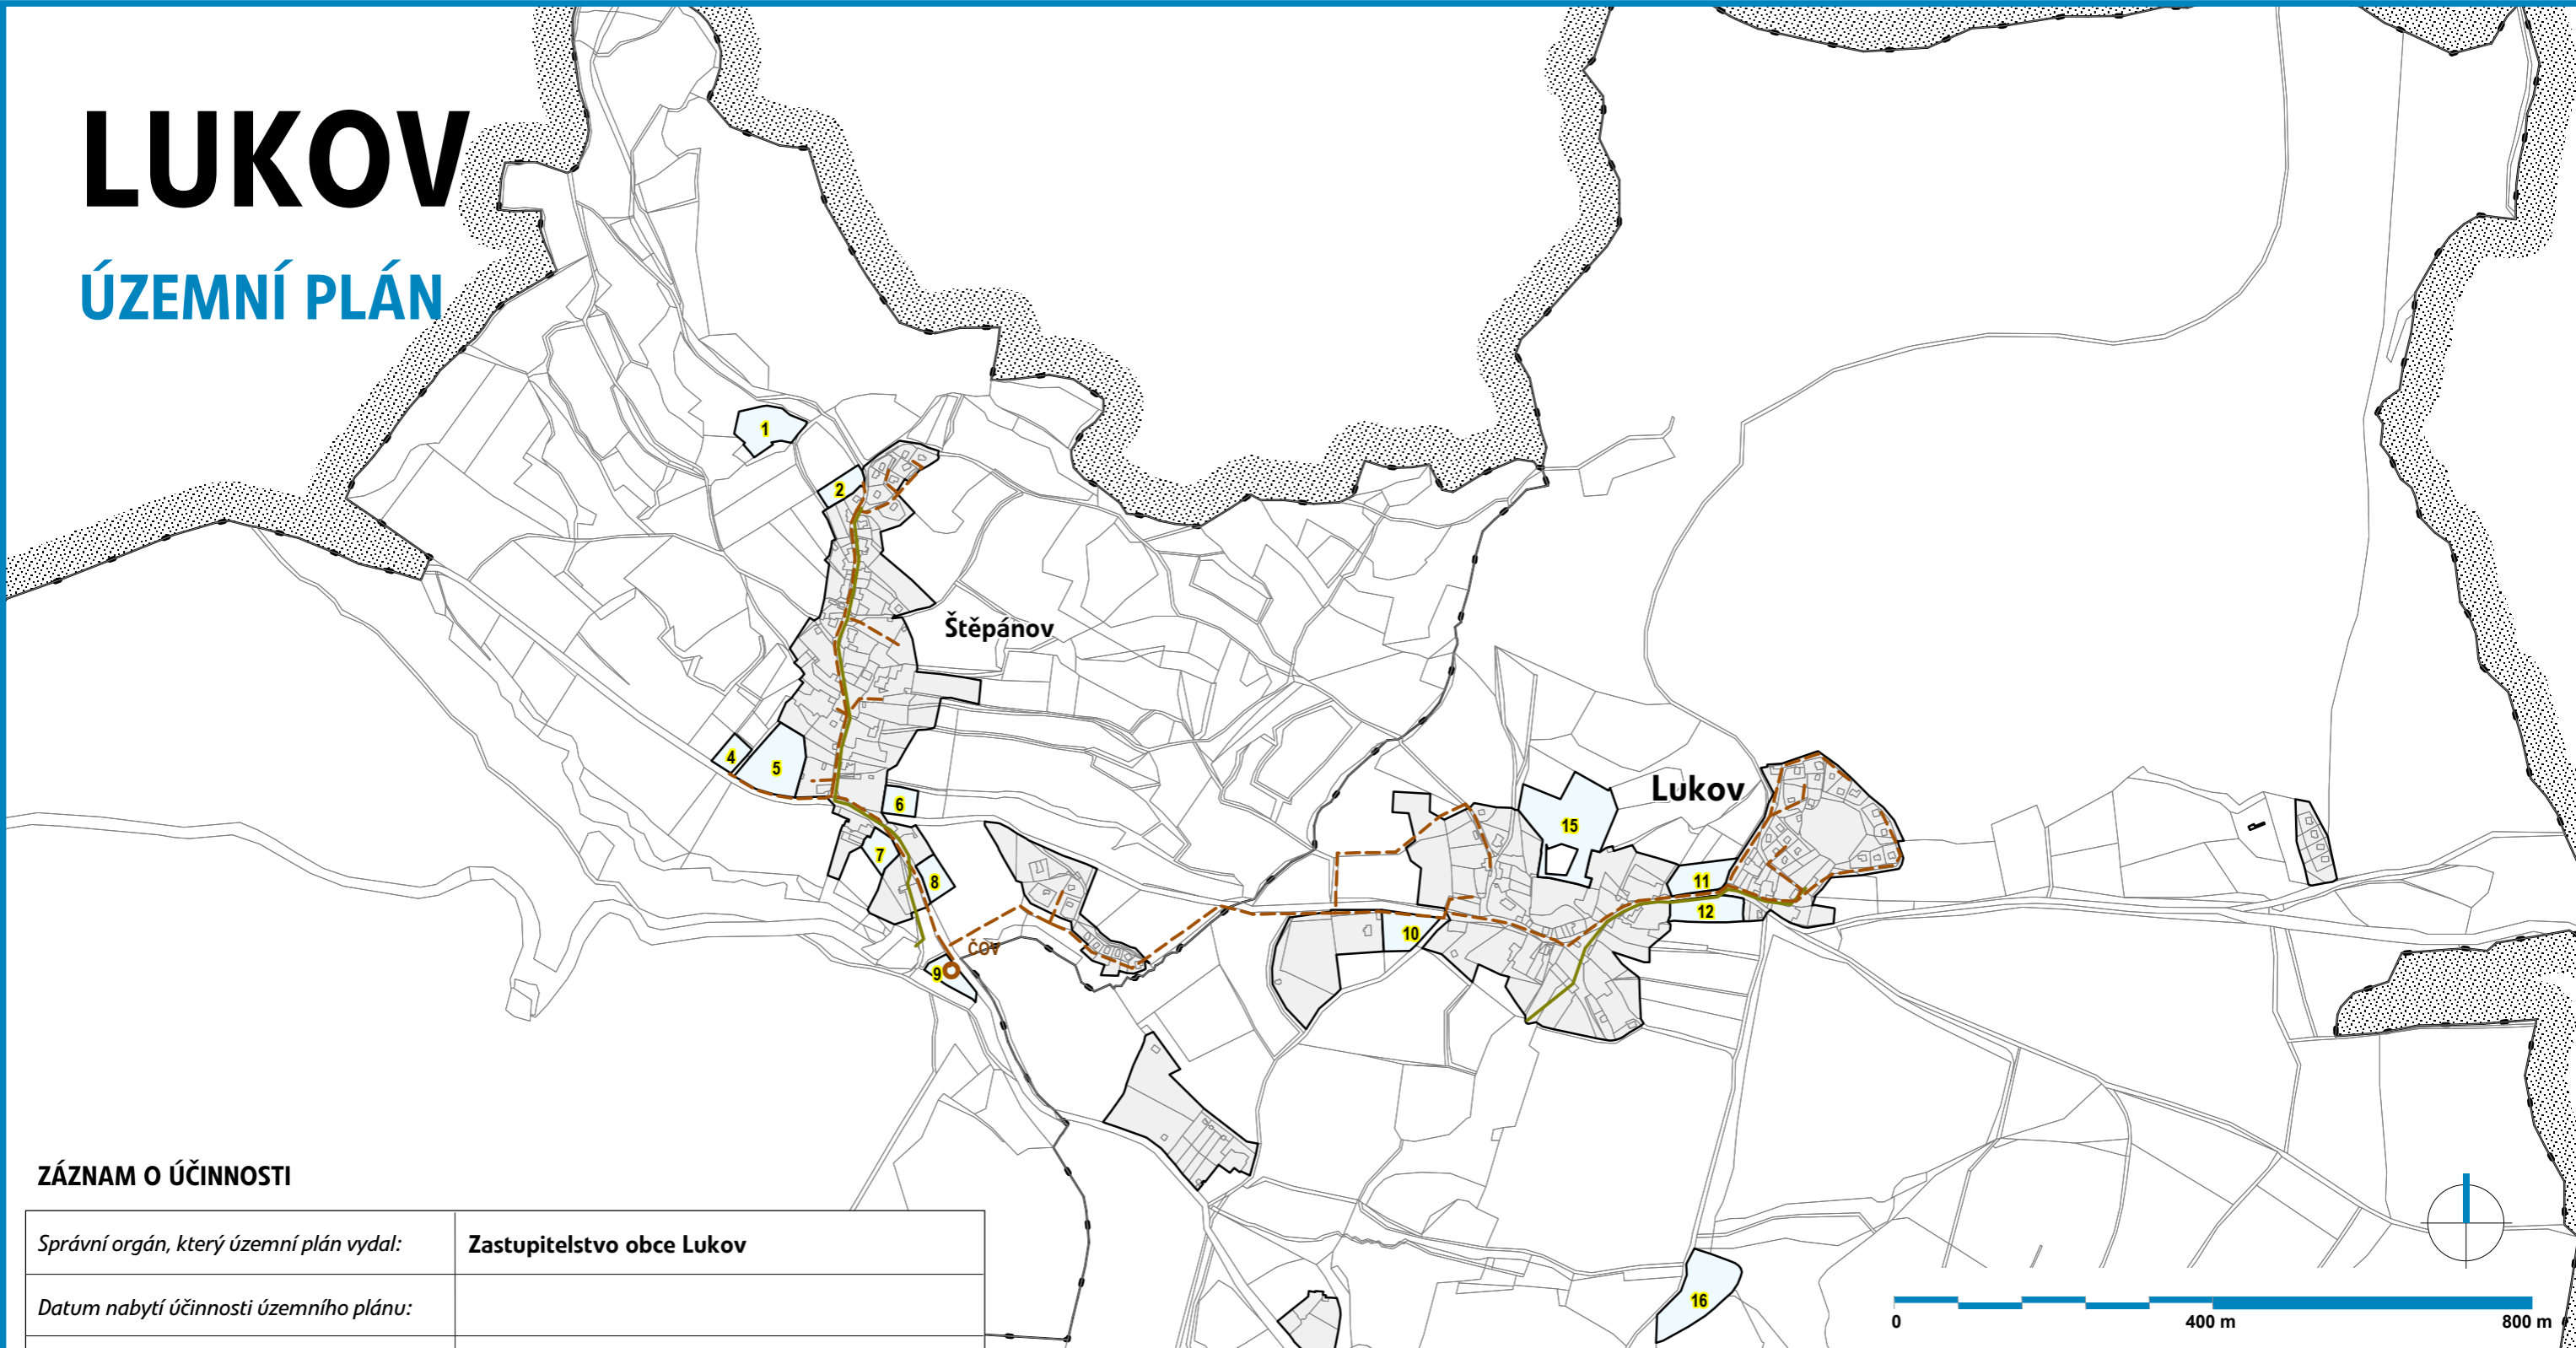 LUKOV
ÚZEMNÍ PLÁN
1
2
Štěpánov
4
5
6
7
8
ČOV
9
Lukov
15
11
12
10
16
ZÁZNAM O ÚČINNOSTI
Správní orgán, který územní plán vydal: Zastupitelstvo obce Lukov
Datum nabytí účinnosti územního plánu:
0 400 m 800 m